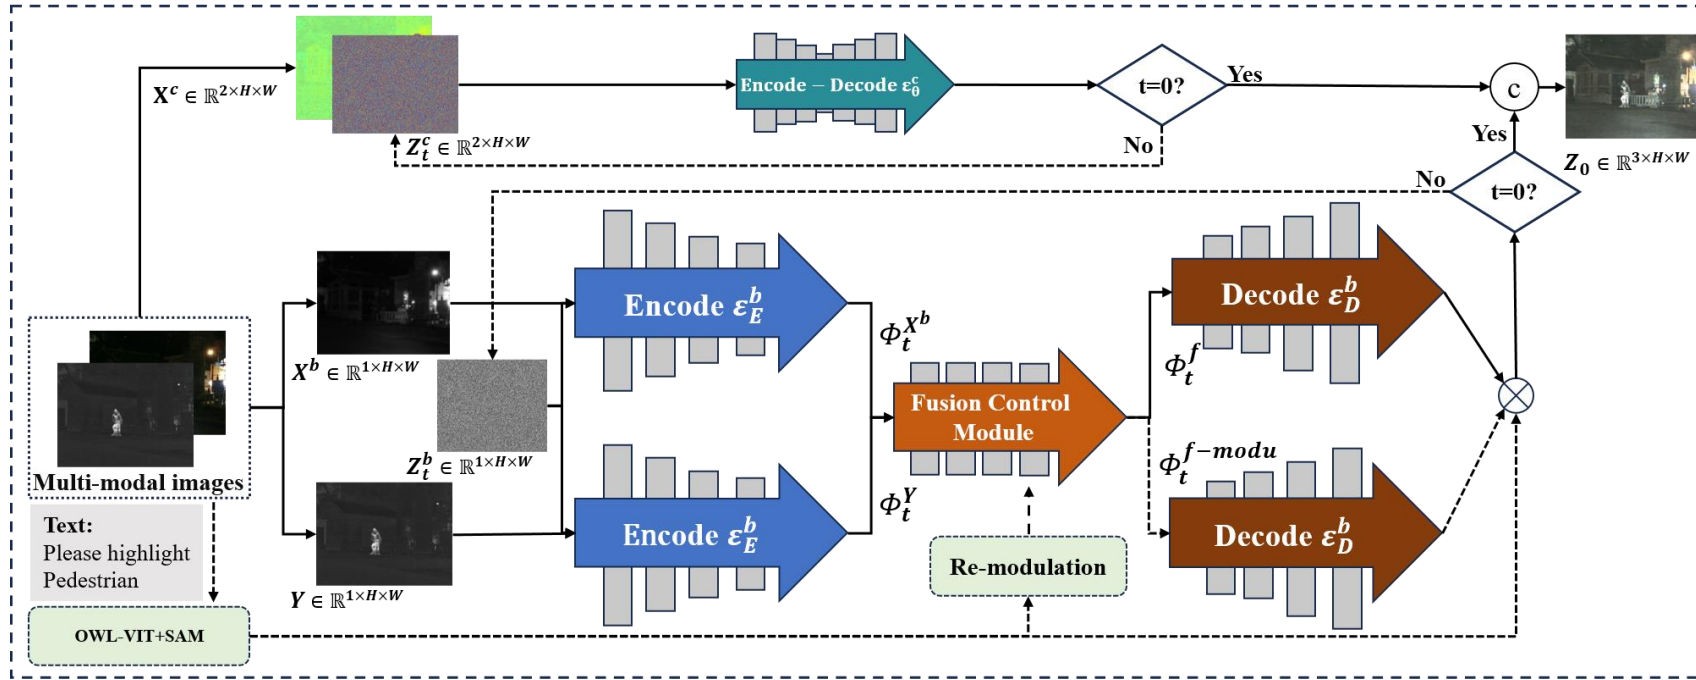 X^c ∈ ℝ^{2×H×W}
Z_t^c ∈ ℝ^{2×H×W}
Encode – Decode ε_θ^c
t=0?
Yes
No
c
Z_0 ∈ ℝ^{3×H×W}
Yes
t=0?
No
X^b ∈ ℝ^{1×H×W}
Z_t^b ∈ ℝ^{1×H×W}
Y ∈ ℝ^{1×H×W}
Encode ε_E^b
Encode ε_E^b
Φ_t^{X^b}
Φ_t^Y
Fusion Control
Module
Re-modulation
Φ_t^f
Φ_t^{f-modu}
Decode ε_D^b
Decode ε_D^b
Multi-modal images
Text:
Please highlight
Pedestrian
OWL-VIT+SAM